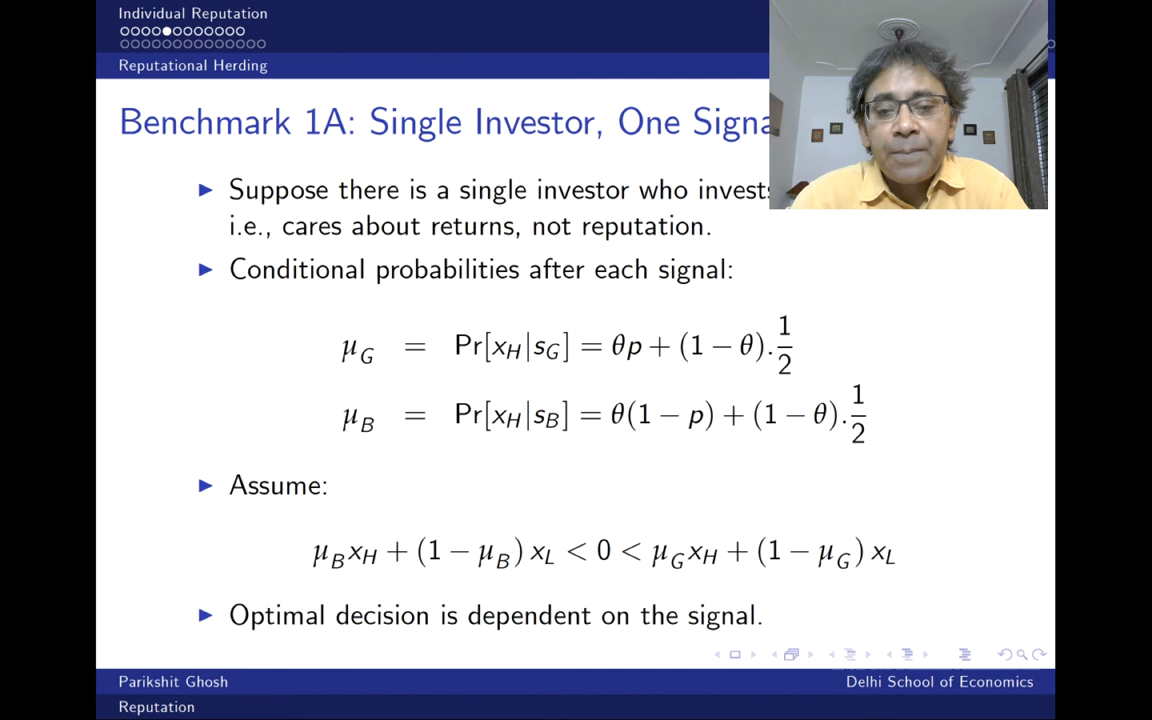 Individual Reputation
Reputational Herding
Benchmark 1A: Single Investor, One
Suppose there is a single investor who
i.e., cares about returns, not reputation.
Conditional probabilities after each signal:
μ_G = Pr[x_H|s_G] = θp + (1 − θ).1/2
μ_B = Pr[x_H|s_B] = θ(1 − p) + (1 − θ).1/2
Assume:
μ_B x_H + (1 − μ_B) x_L < 0 < μ_G x_H + (1 − μ_G) x_L
Optimal decision is dependent on the signal.
Parikshit Ghosh
Delhi School of Economics
Reputation